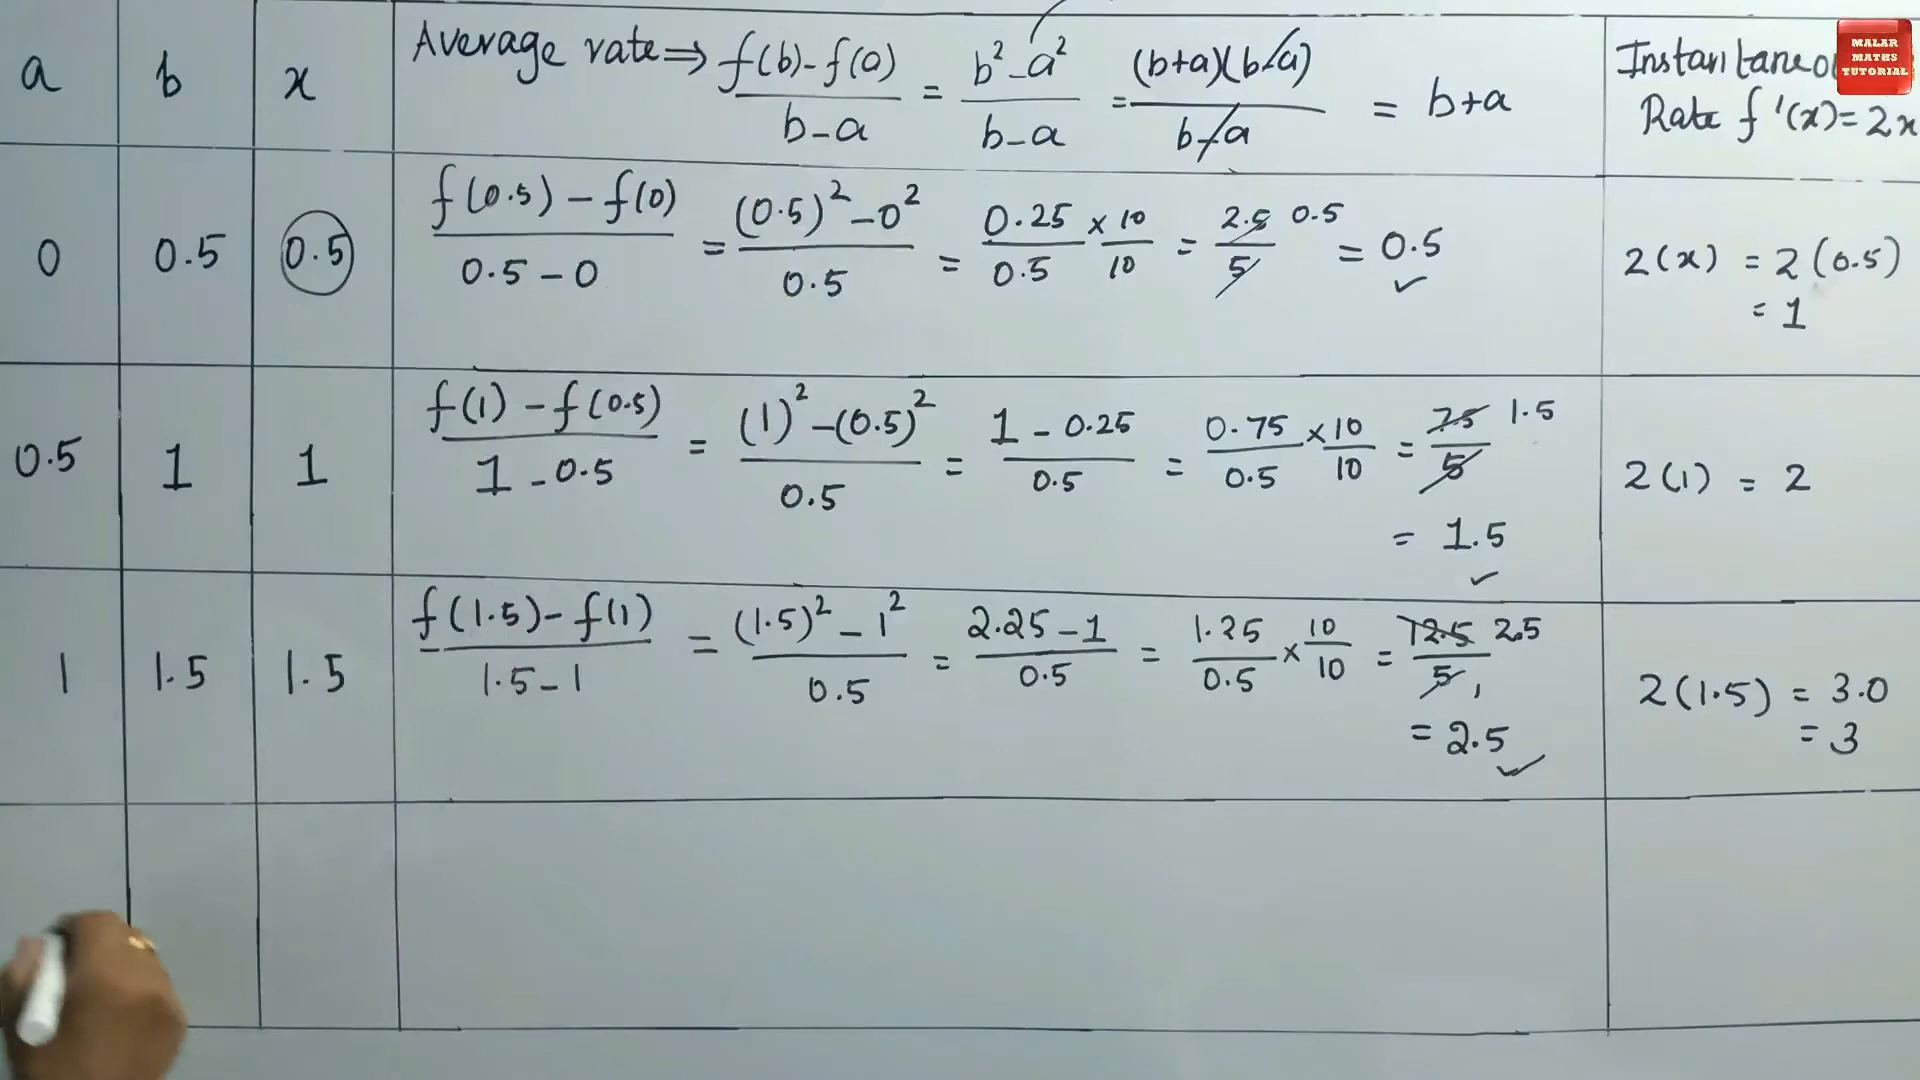 a b x Average rate ⇒ f(b)-f(a)/b-a = b²-a²/b-a = (b+a)(b-a)/b-a = b+a
Instantaneou
Rate f'(x)=2x
MALAR
MATHS
TUTORIAL
0 0.5 0.5 f(0.5)-f(0)/0.5-0 = (0.5)²-0²/0.5 = 0.25/0.5 × 10/10 = 2.5/5 0.5 = 0.5 ✓ 2(x) = 2(0.5)
= 1
0.5 1 1 f(1)-f(0.5)/1-0.5 = (1)²-(0.5)²/0.5 = 1-0.25/0.5 = 0.75/0.5 × 10/10 = 7.5/5 1.5 2(1) = 2
= 1.5 ✓
1 1.5 1.5 f(1.5)-f(1)/1.5-1 = (1.5)²-1²/0.5 = 2.25-1/0.5 = 1.25/0.5 × 10/10 = 12.5/5 2.5 2(1.5) = 3.0
= 2.5 ✓ = 3